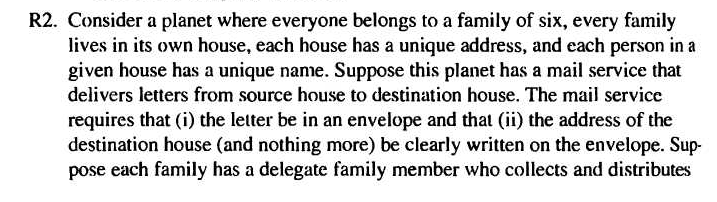 R2. Consider a planet where everyone belongs to a family of six, every family
lives in its own house, each house has a unique address, and each person in a
given house has a unique name. Suppose this planet has a mail service that
delivers letters from source house to destination house. The mail service
requires that (i) the letter be in an envelope and that (ii) the address of the
destination house (and nothing more) be clearly written on the envelope. Sup-
pose each family has a delegate family member who collects and distributes